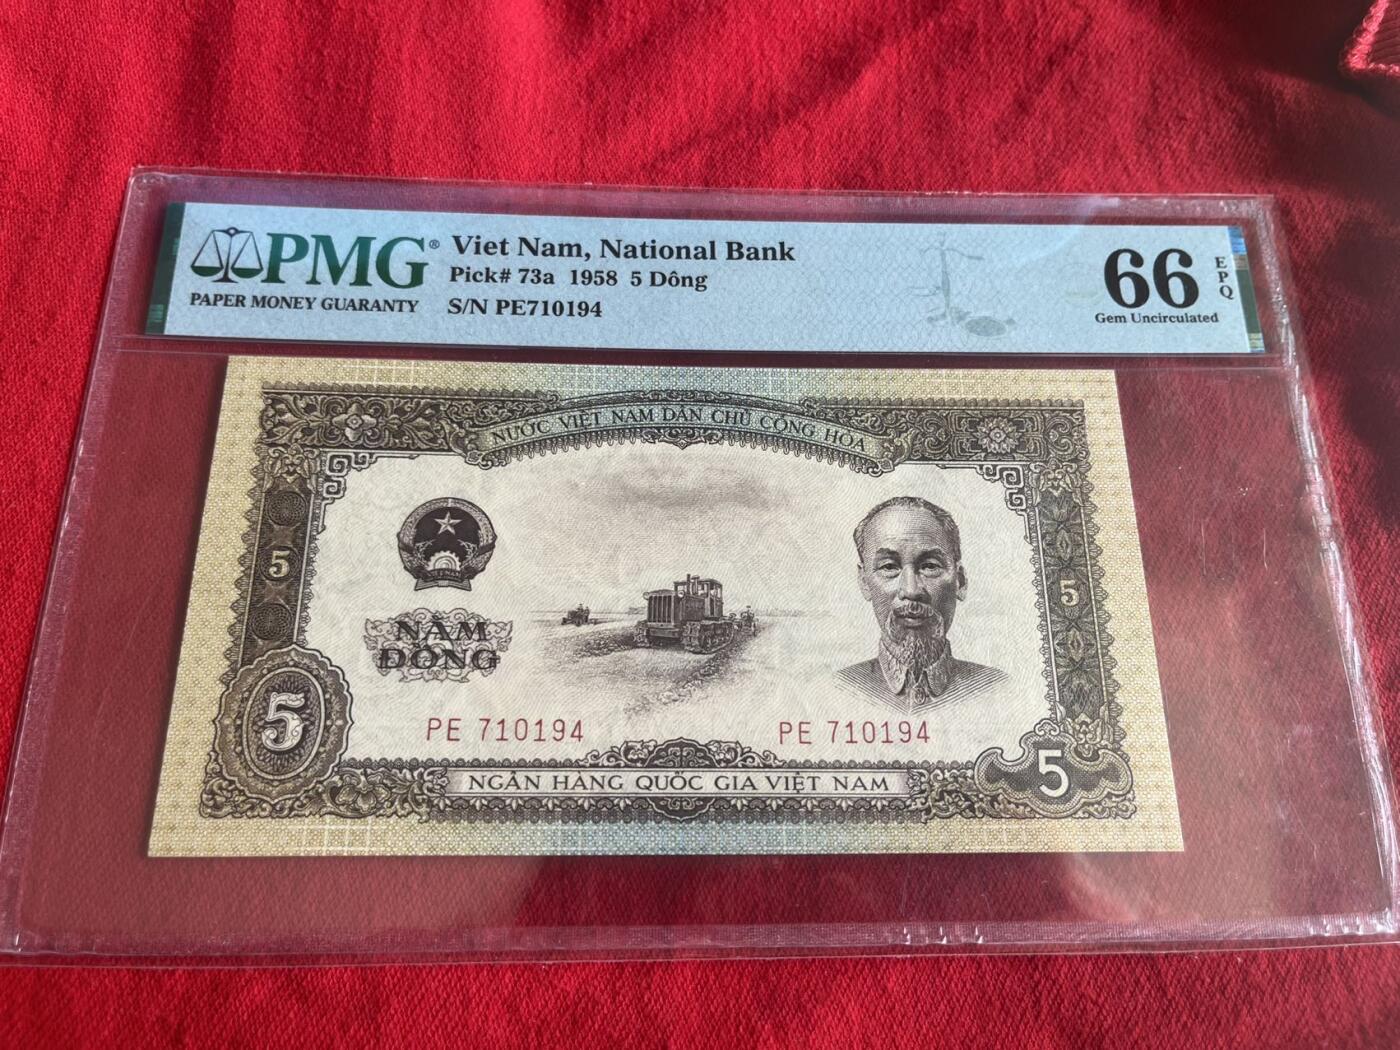 PMG® Viet Nam, National Bank
Pick# 73a 1958 5 Dông
PAPER MONEY GUARANTY S/N PE710194
66 EPQ
Gem Uncirculated
NƯỚC VIỆT NAM DÂN CHỦ CỘNG HÒA
5
5
NĂM
ĐỒNG
5
PE 710194 PE 710194
5
NGÂN HÀNG QUỐC GIA VIỆT NAM